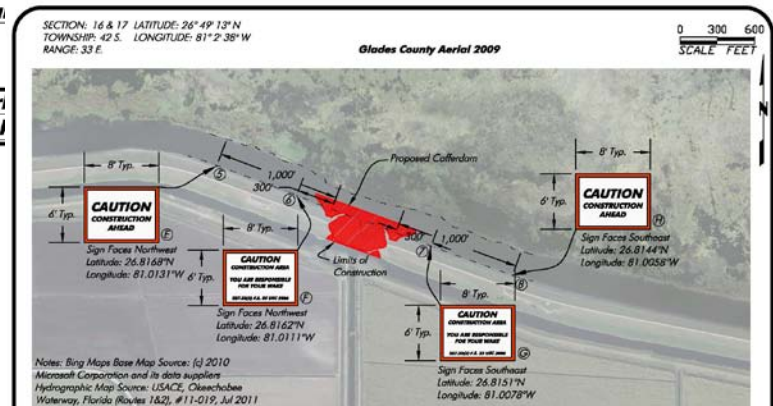 SECTION: 16 & 17 LATITUDE: 26° 49' 13" N
TOWNSHIP: 42 S. LONGITUDE: 81° 2' 38" W
RANGE: 33 E.
Glades County Aerial 2009
0 300 600
SCALE FEET
N
8' Typ.
6' Typ.
CAUTION
CONSTRUCTION
AHEAD
E
Sign Faces Northwest
Latitude: 26.8168°N
Longitude: 81.0131°W
5
1,000'
300'
6
Proposed Cofferdam
8' Typ.
6' Typ.
CAUTION
CONSTRUCTION AREA
YOU ARE RESPONSIBLE
FOR YOUR WAKE
F
Sign Faces Northwest
Latitude: 26.8162°N
Longitude: 81.0111°W
Limits of
Construction
300'
7
1,000'
8
8' Typ.
6' Typ.
CAUTION
CONSTRUCTION
AHEAD
H
Sign Faces Southeast
Latitude: 26.8144°N
Longitude: 81.0058°W
8' Typ.
6' Typ.
CAUTION
CONSTRUCTION AREA
YOU ARE RESPONSIBLE
FOR YOUR WAKE
G
Sign Faces Southeast
Latitude: 26.8151°N
Longitude: 81.0078°W
Notes: Bing Maps Base Map Source: (c) 2010
Microsoft Corporation and its data suppliers
Hydrographic Map Source: USACE, Okeechobee
Waterway, Florida (Routes 1&2), #11-019, Jul 2011